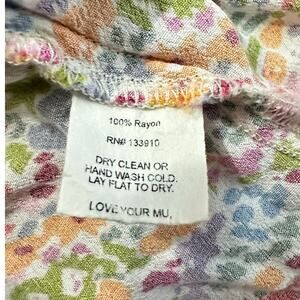 100% Rayon
RN# 133910
DRY CLEAN OR
HAND WASH COLD.
LAY FLAT TO DRY.
LOVE YOUR MU,